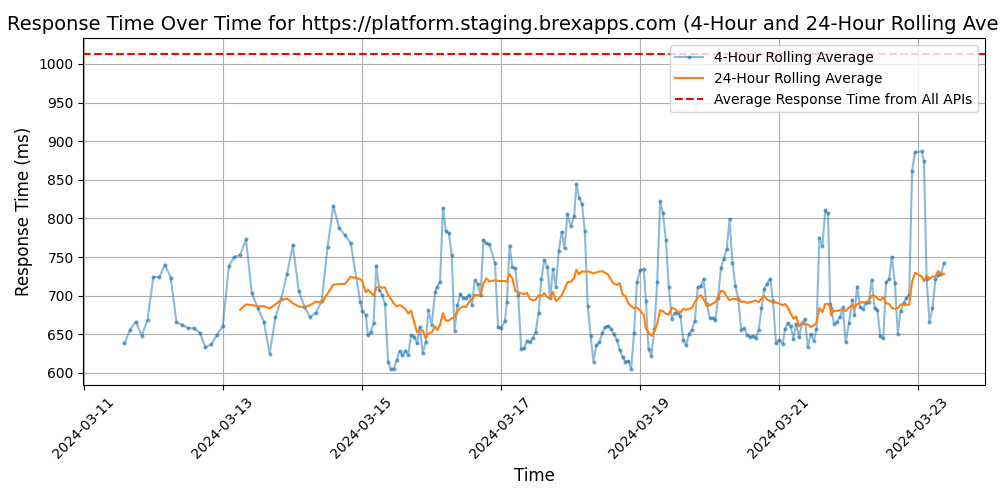 Response Time Over Time for https://platform.staging.brexapps.com (4-Hour and 24-Hour Rolling Ave
4-Hour Rolling Average
24-Hour Rolling Average
Average Response Time from All APIs
Response Time (ms)
1000
950
900
850
800
750
700
650
600
2024-03-11
2024-03-13
2024-03-15
2024-03-17
2024-03-19
2024-03-21
2024-03-23
Time